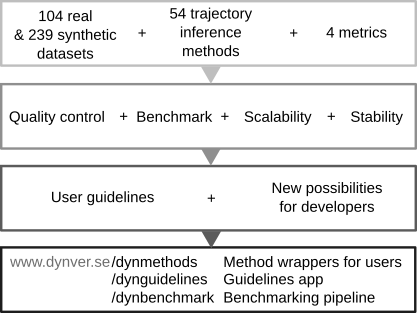 104 real & 239 synthetic datasets + 54 trajectory inference methods + 4 metrics
Quality control + Benchmark + Scalability + Stability
User guidelines + New possibilities for developers
www.dynver.se/dynmethods Method wrappers for users
/dynguidelines Guidelines app
/dynbenchmark Benchmarking pipeline